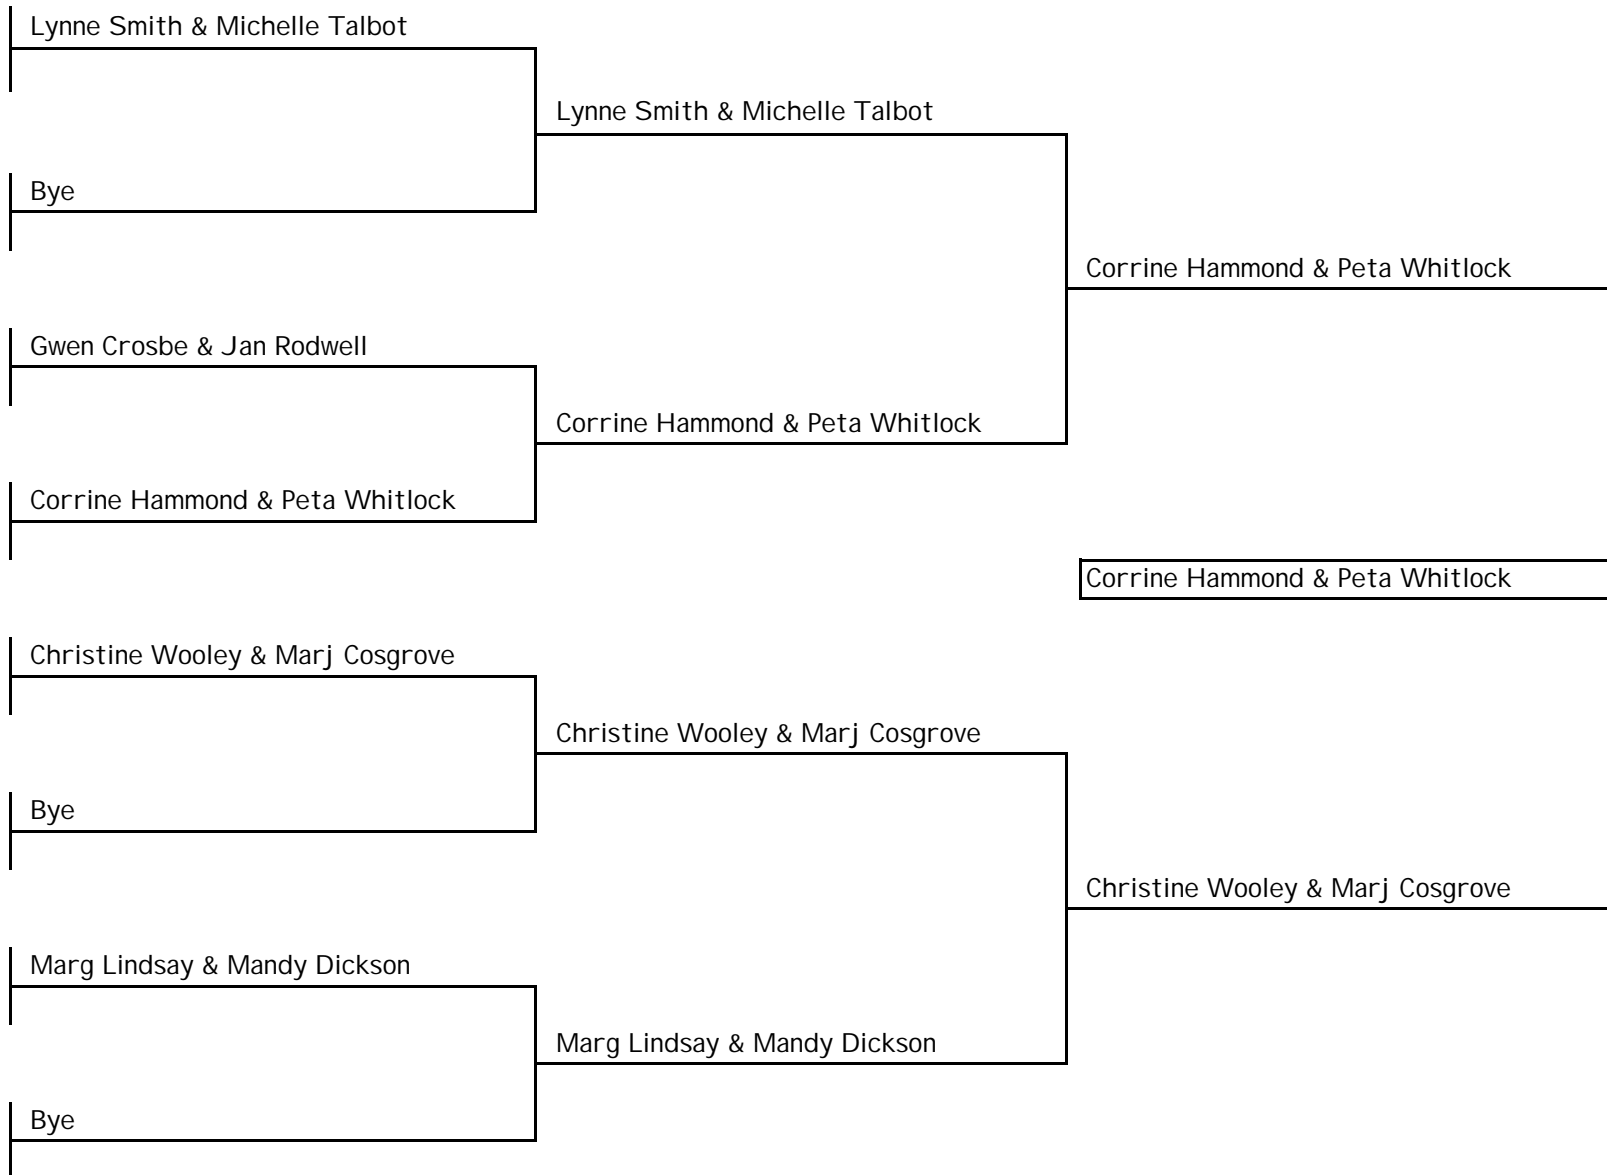 Lynne Smith & Michelle Talbot
Lynne Smith & Michelle Talbot
Bye
Corrine Hammond & Peta Whitlock
Gwen Crosbe & Jan Rodwell
Corrine Hammond & Peta Whitlock
Corrine Hammond & Peta Whitlock
Corrine Hammond & Peta Whitlock
Christine Wooley & Marj Cosgrove
Christine Wooley & Marj Cosgrove
Bye
Christine Wooley & Marj Cosgrove
Marg Lindsay & Mandy Dickson
Marg Lindsay & Mandy Dickson
Bye